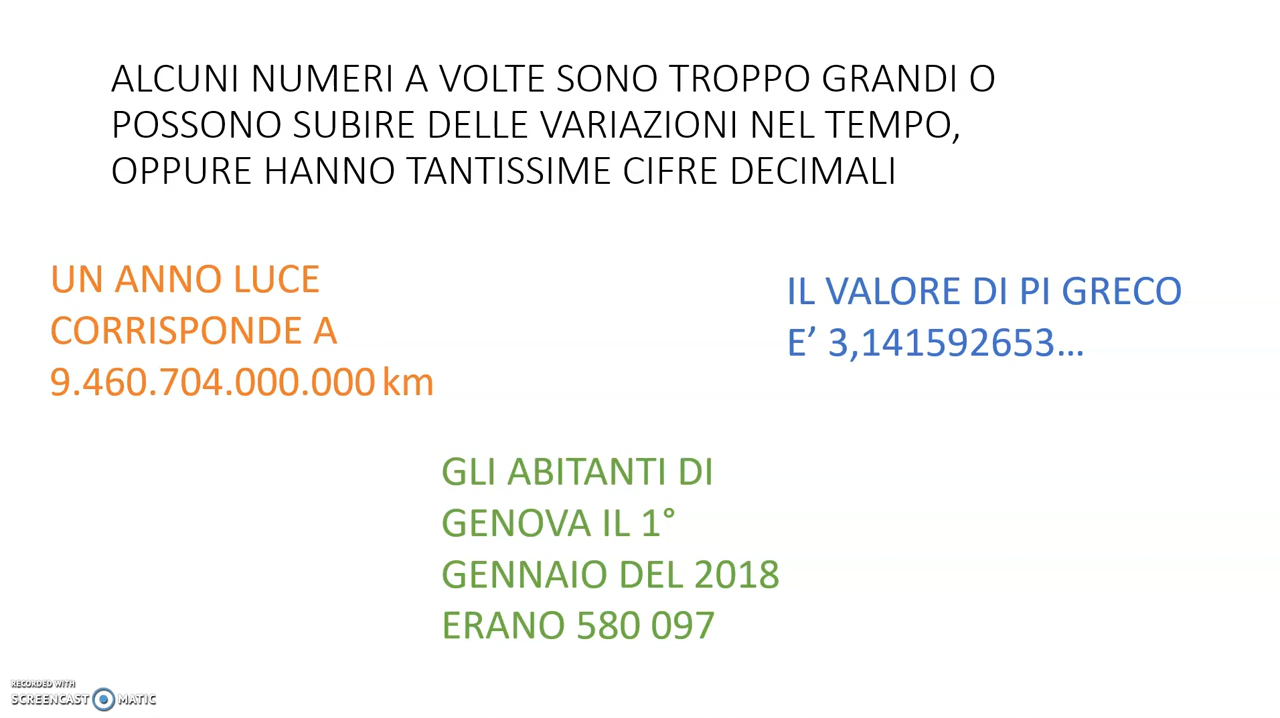 ALCUNI NUMERI A VOLTE SONO TROPPO GRANDI O
POSSONO SUBIRE DELLE VARIAZIONI NEL TEMPO,
OPPURE HANNO TANTISSIME CIFRE DECIMALI
UN ANNO LUCE
CORRISPONDE A
9.460.704.000.000 km
IL VALORE DI PI GRECO
E’ 3,141592653…
GLI ABITANTI DI
GENOVA IL 1°
GENNAIO DEL 2018
ERANO 580 097
RECORDED WITH
SCREENCAST MATIC